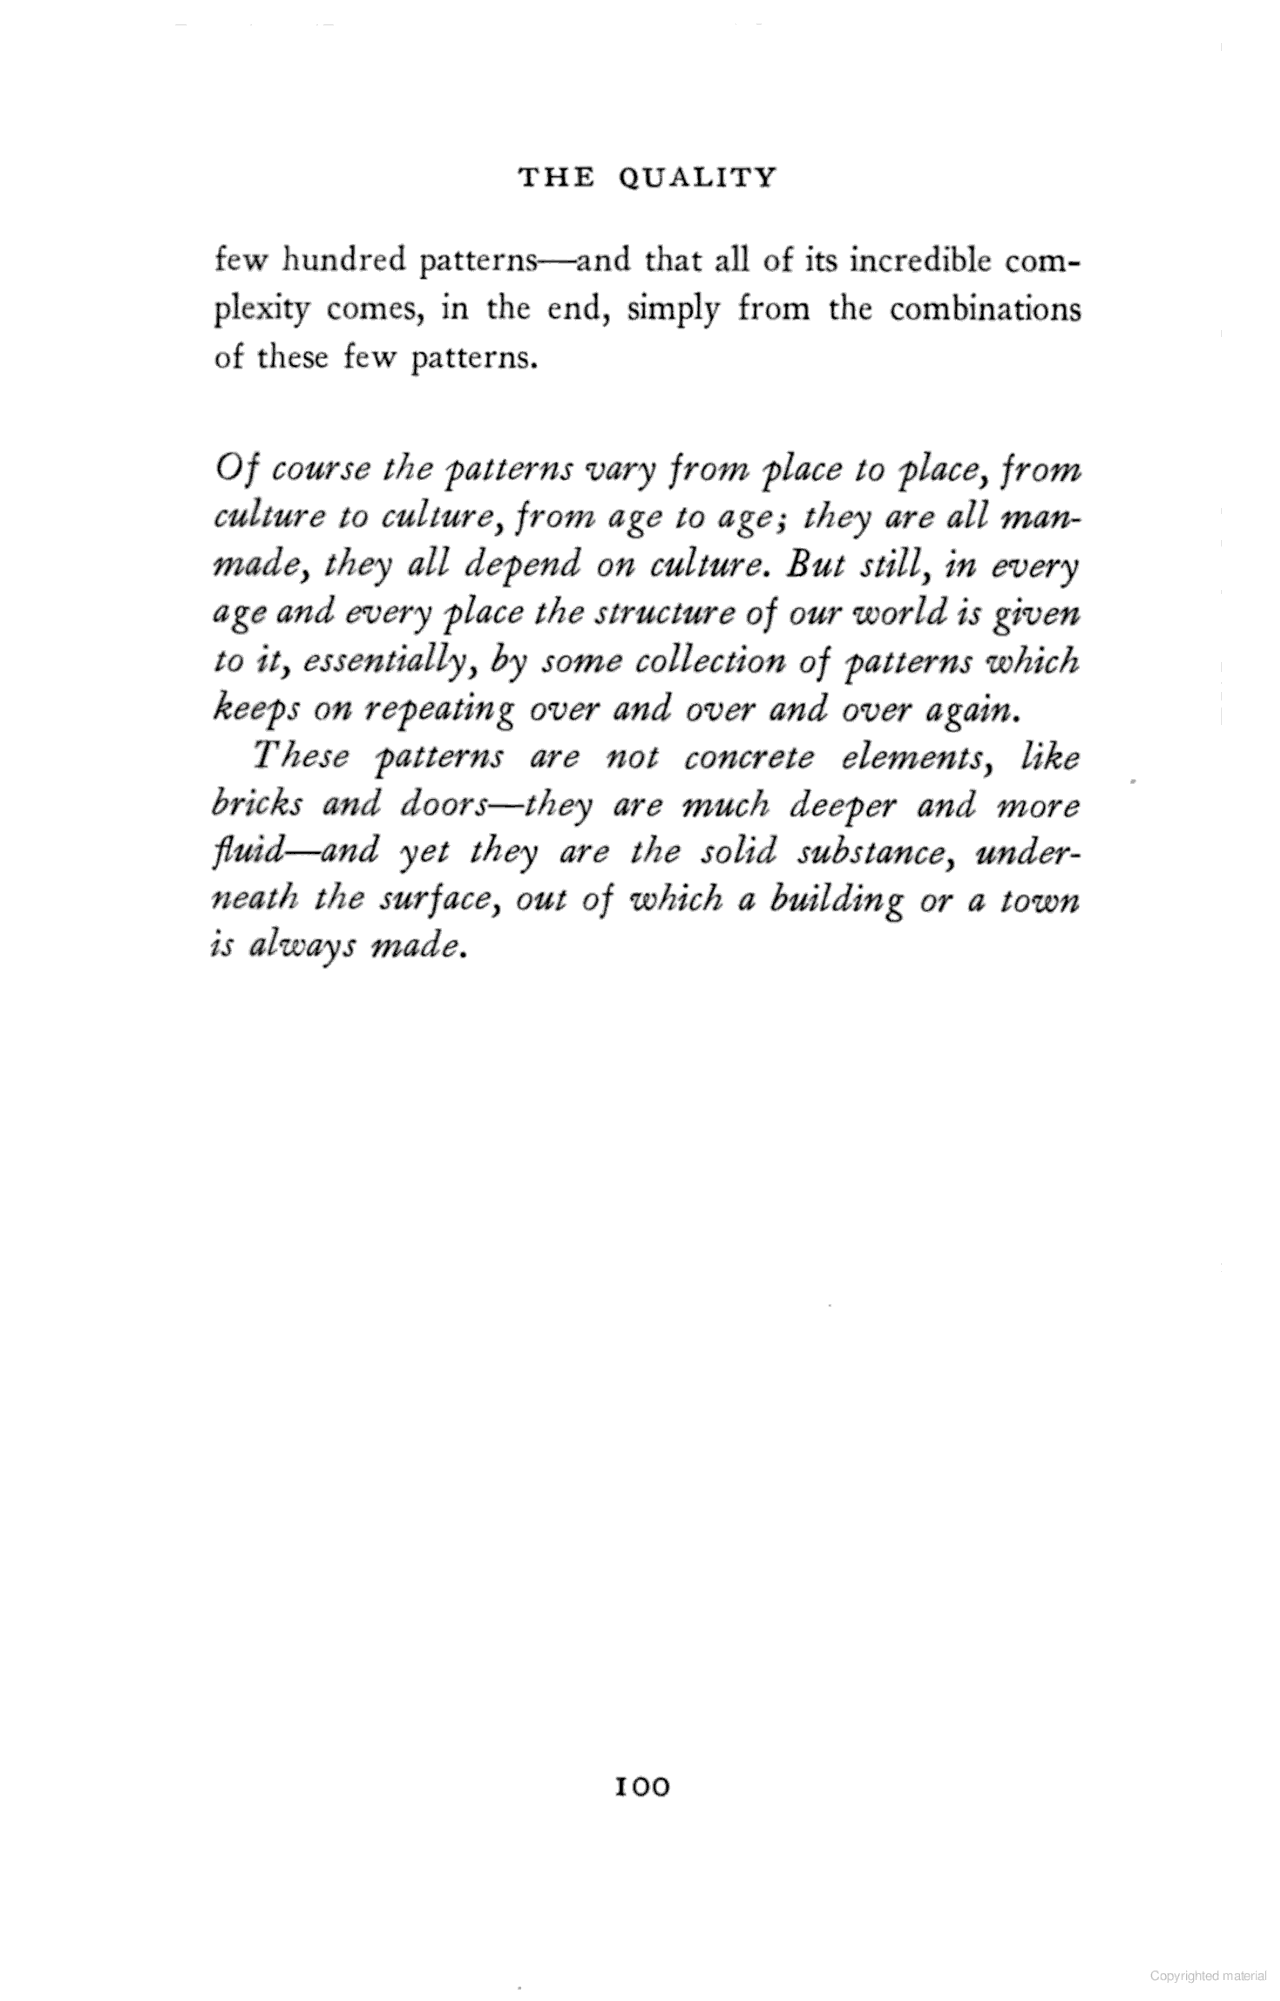 THE QUALITY
few hundred patterns—and that all of its incredible com-
plexity comes, in the end, simply from the combinations
of these few patterns.
Of course the patterns vary from place to place, from
culture to culture, from age to age; they are all man-
made, they all depend on culture. But still, in every
age and every place the structure of our world is given
to it, essentially, by some collection of patterns which
keeps on repeating over and over and over again.
These patterns are not concrete elements, like
bricks and doors—they are much deeper and more
fluid—and yet they are the solid substance, under-
neath the surface, out of which a building or a town
is always made.
100
Copyrighted material